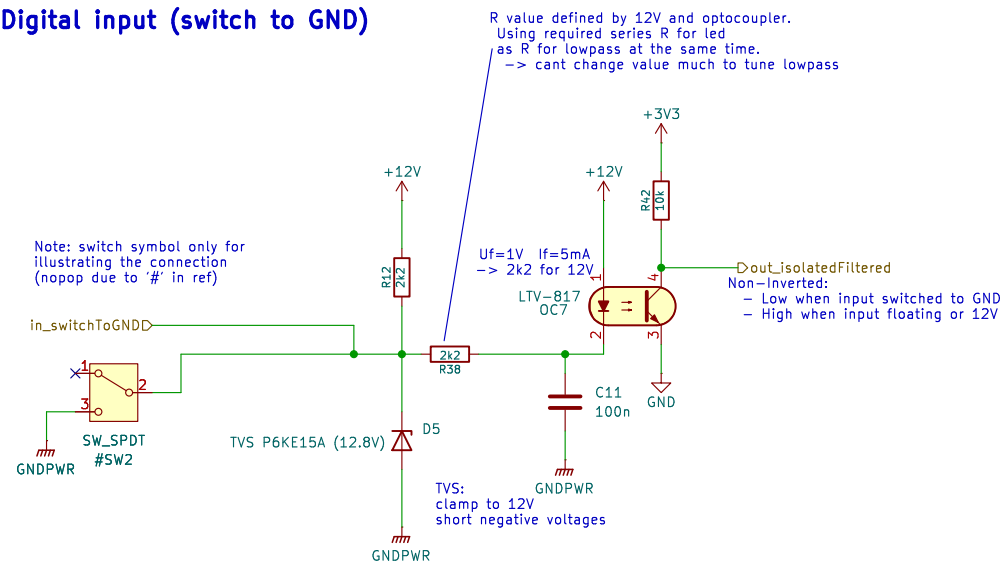 Digital input (switch to GND)
R value defined by 12V and optocoupler.
Using required series R for led
as R for lowpass at the same time.
-> cant change value much to tune lowpass
+3V3
+12V
+12V
R42
10k
Note: switch symbol only for
illustrating the connection
(nopop due to '#' in ref)
R12
2k2
Uf=1V If=5mA
-> 2k2 for 12V
1
4
out_isolatedFiltered
Non-Inverted:
- Low when input switched to GND
- High when input floating or 12V
LTV-817
OC7
in_switchToGND
2
3
2k2
R38
1
2
3
GND
C11
100n
D5
TVS P6KE15A (12.8V)
SW_SPDT
#SW2
GNDPWR
GNDPWR
TVS:
clamp to 12V
short negative voltages
GNDPWR